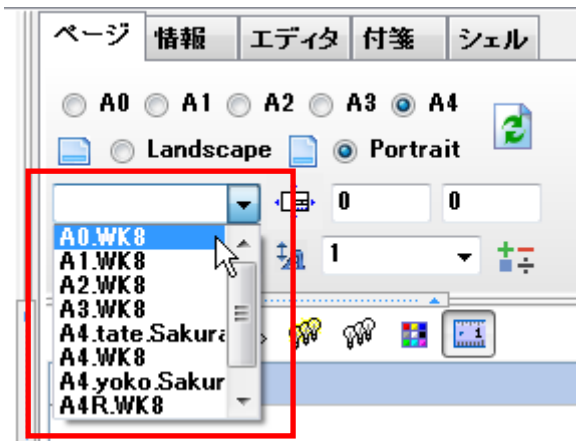 ページ 情報 エディタ 付箋 シェル
A0 A1 A2 A3 A4
Landscape Portrait
0 0
A0.WK8
A1.WK8
1
A2.WK8
A3.WK8
A4.tate.Sakura
A4.WK8
1
A4.yoko.Sakur
A4R.WK8